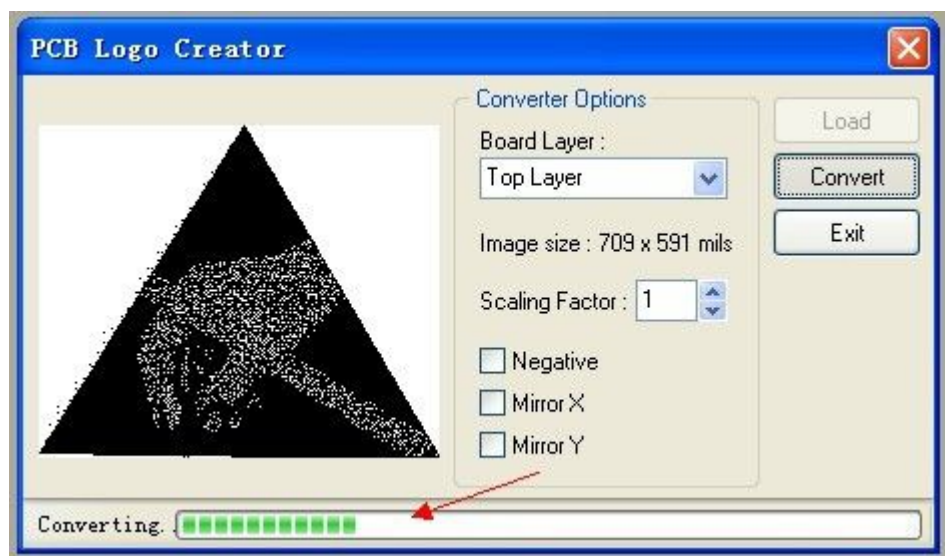 PCB Logo Creator
Converter Options
Board Layer :
Top Layer
Image size : 709 x 591 mils
Scaling Factor : 1
Negative
Mirror X
Mirror Y
Load
Convert
Exit
Converting. .